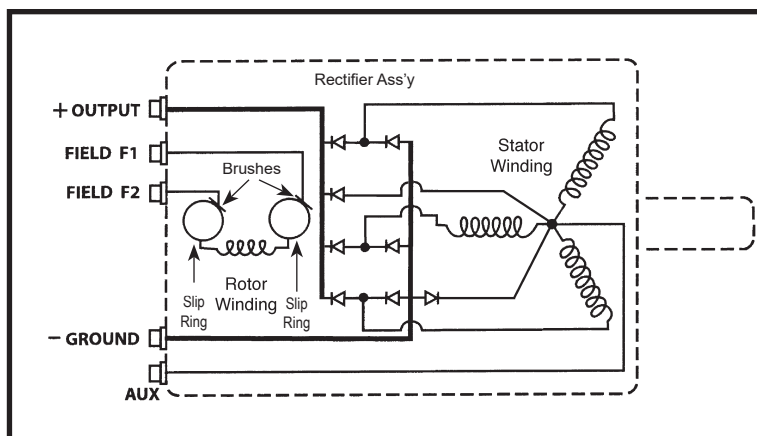 Rectifier Ass'y
+ OUTPUT
FIELD F1
FIELD F2
Brushes
Stator
Winding
Rotor
Winding
Slip
Ring
Slip
Ring
− GROUND
AUX